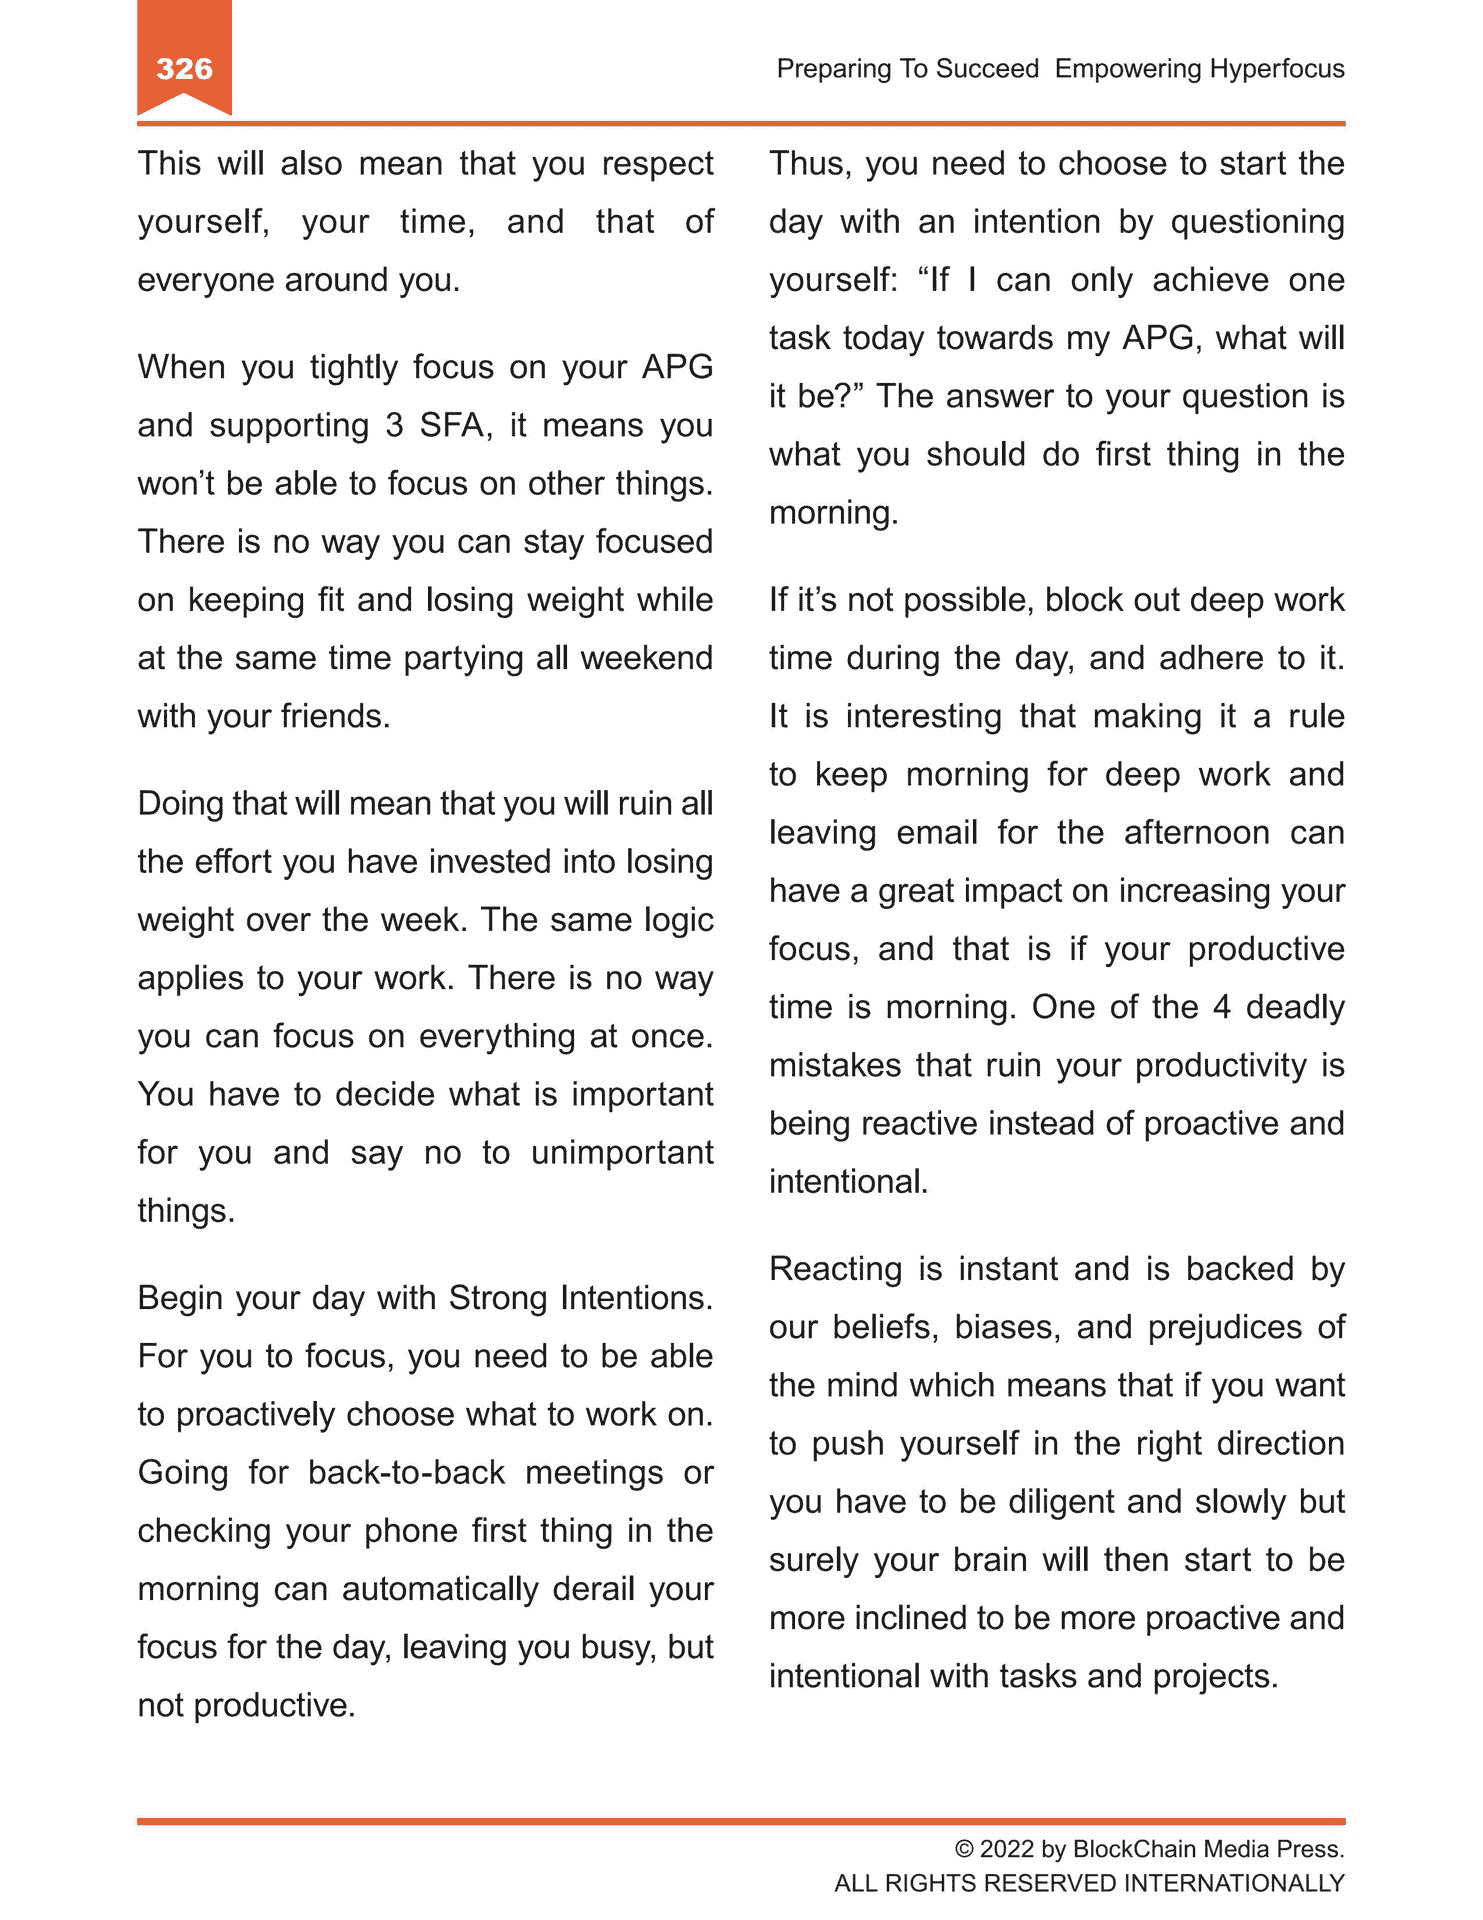 326
Preparing To Succeed Empowering Hyperfocus
This will also mean that you respect
yourself, your time, and that of
everyone around you.
When you tightly focus on your APG
and supporting 3 SFA, it means you
won’t be able to focus on other things.
There is no way you can stay focused
on keeping fit and losing weight while
at the same time partying all weekend
with your friends.
Doing that will mean that you will ruin all
the effort you have invested into losing
weight over the week. The same logic
applies to your work. There is no way
you can focus on everything at once.
You have to decide what is important
for you and say no to unimportant
things.
Begin your day with Strong Intentions.
For you to focus, you need to be able
to proactively choose what to work on.
Going for back-to-back meetings or
checking your phone first thing in the
morning can automatically derail your
focus for the day, leaving you busy, but
not productive.
Thus, you need to choose to start the
day with an intention by questioning
yourself: “If I can only achieve one
task today towards my APG, what will
it be?” The answer to your question is
what you should do first thing in the
morning.
If it’s not possible, block out deep work
time during the day, and adhere to it.
It is interesting that making it a rule
to keep morning for deep work and
leaving email for the afternoon can
have a great impact on increasing your
focus, and that is if your productive
time is morning. One of the 4 deadly
mistakes that ruin your productivity is
being reactive instead of proactive and
intentional.
Reacting is instant and is backed by
our beliefs, biases, and prejudices of
the mind which means that if you want
to push yourself in the right direction
you have to be diligent and slowly but
surely your brain will then start to be
more inclined to be more proactive and
intentional with tasks and projects.
© 2022 by BlockChain Media Press.
ALL RIGHTS RESERVED INTERNATIONALLY